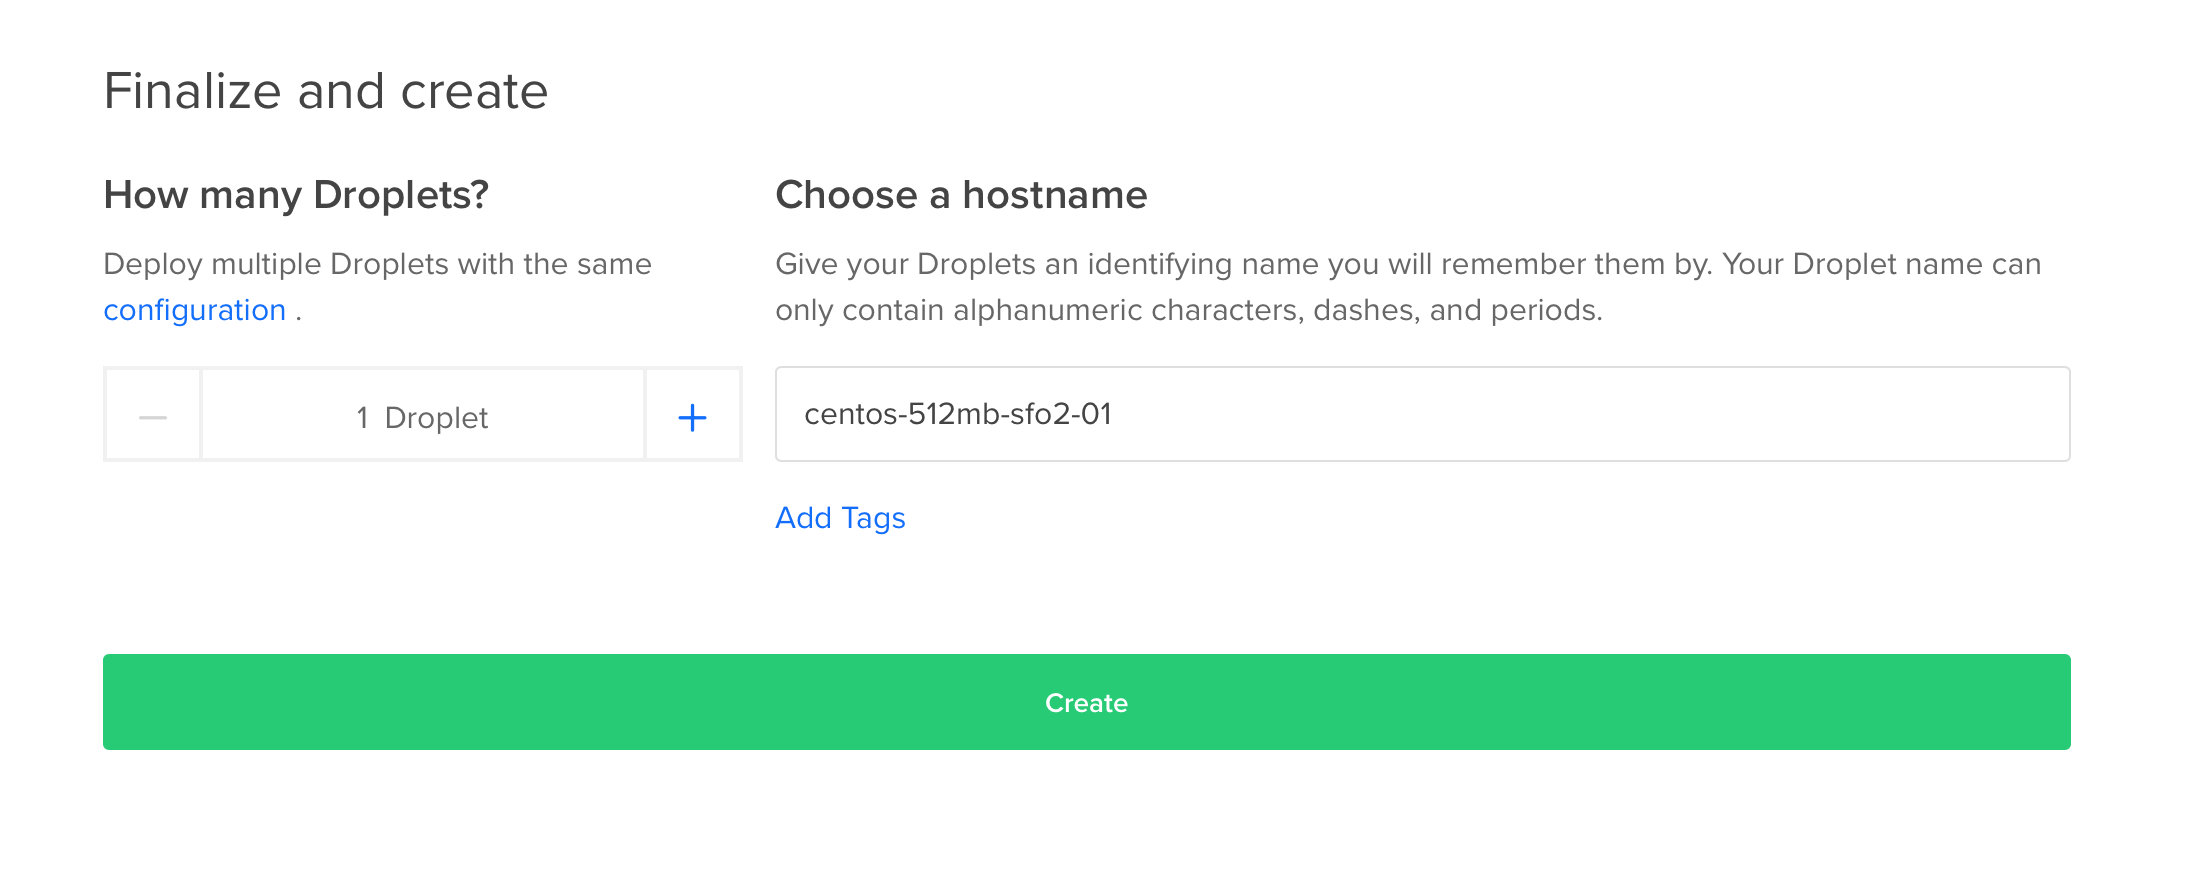 Finalize and create
How many Droplets?
Deploy multiple Droplets with the same
configuration .
1 Droplet
Choose a hostname
Give your Droplets an identifying name you will remember them by. Your Droplet name can
only contain alphanumeric characters, dashes, and periods.
centos-512mb-sfo2-01
Add Tags
Create